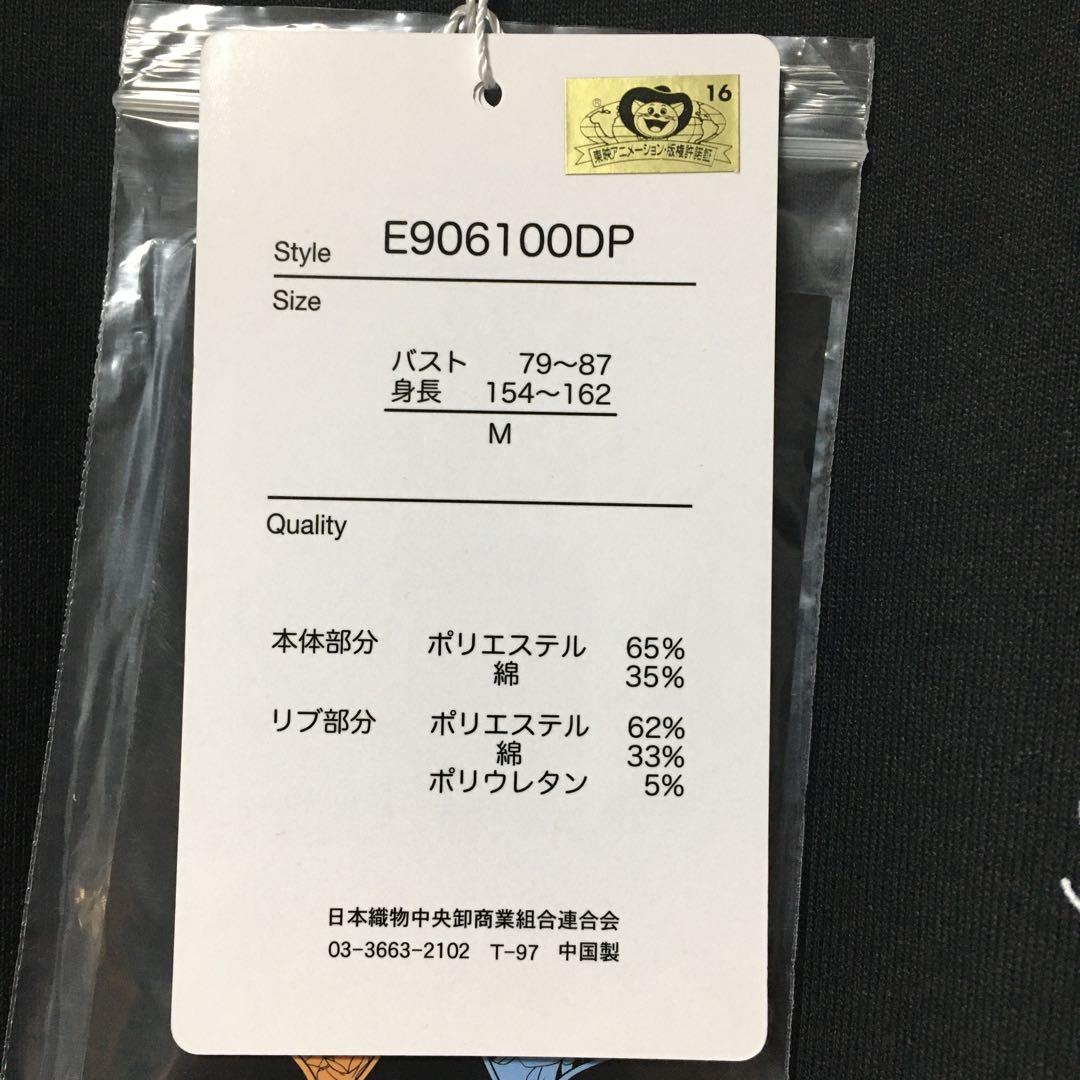 16
東映アニメーション・版権許諾証
Style E906100DP
Size
バスト 79〜87
身長 154〜162
M
Quality
本体部分 ポリエステル 65%
綿 35%
リブ部分 ポリエステル 62%
綿 33%
ポリウレタン 5%
日本織物中央卸商業組合連合会
03-3663-2102 T-97 中国製